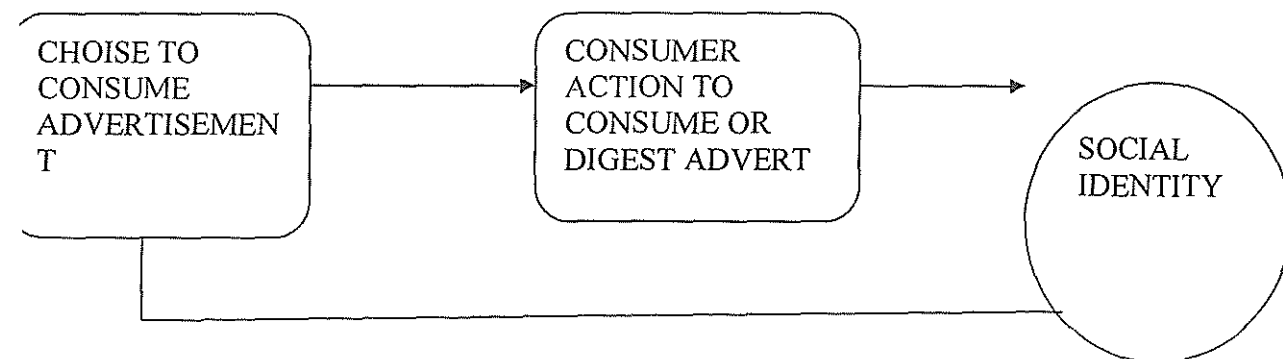 CHOISE TO
CONSUME
ADVERTISEMEN
T
CONSUMER
ACTION TO
CONSUME OR
DIGEST ADVERT
SOCIAL
IDENTITY